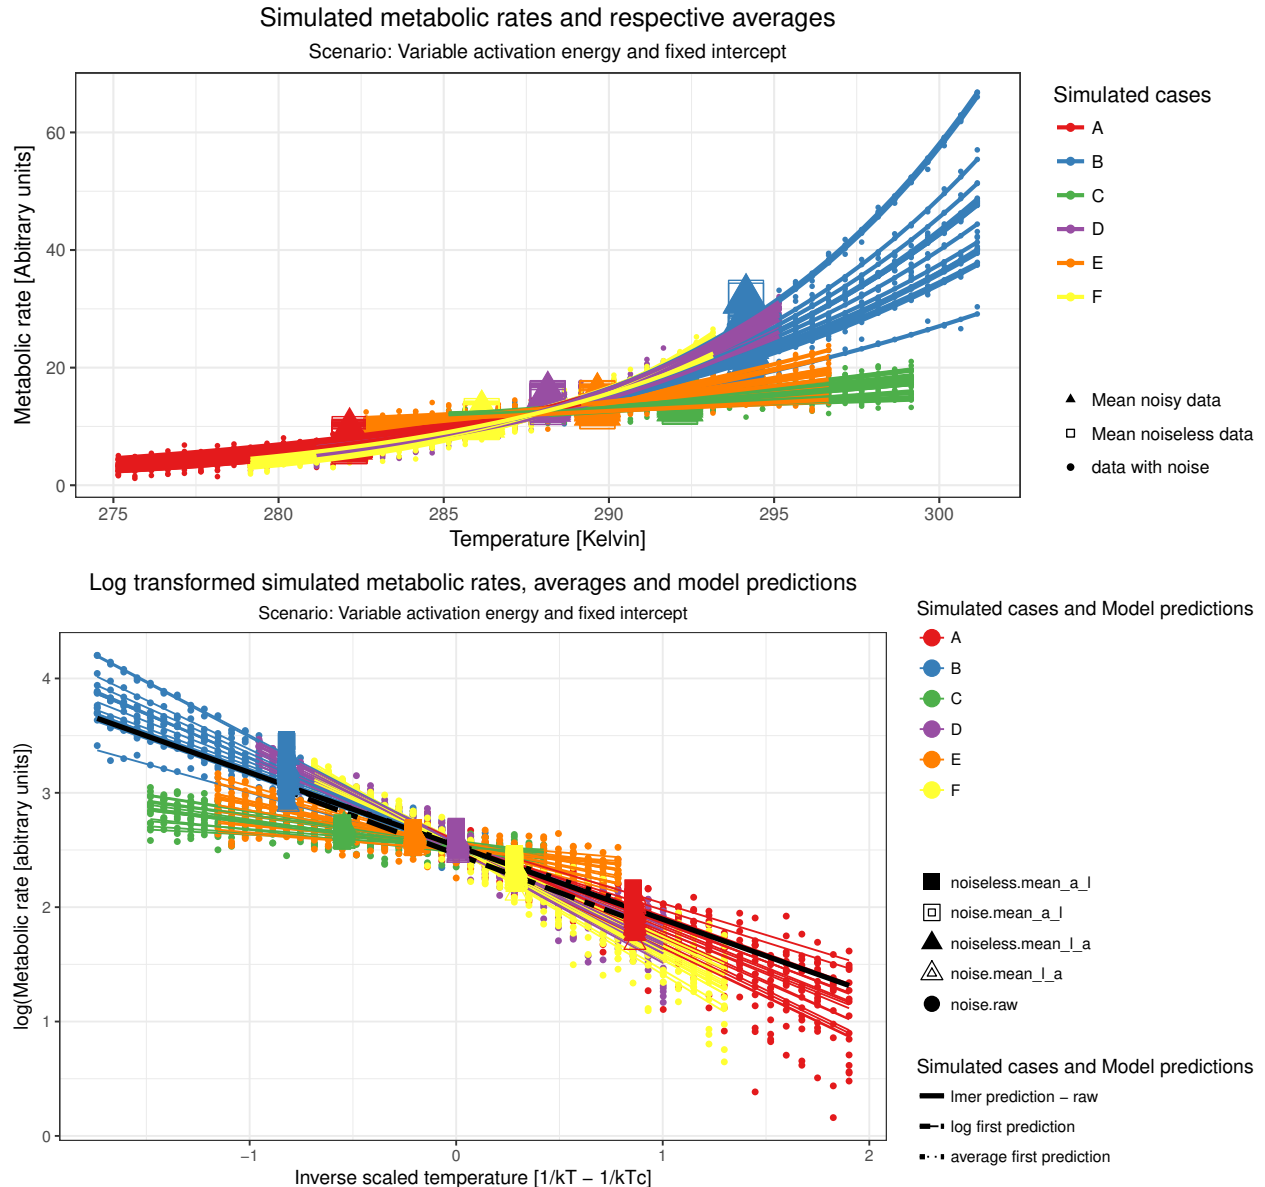 Simulated metabolic rates and respective averages
Scenario: Variable activation energy and fixed intercept
Metabolic rate [Abitrary units]
60
40
20
0
275
280
285
290
295
300
Temperature [Kelvin]
Simulated cases
A
B
C
D
E
F
Mean noisy data
Mean noiseless data
data with noise
Log transformed simulated metabolic rates, averages and model predictions
Scenario: Variable activation energy and fixed intercept
log(Metabolic rate [abitrary units])
4
3
2
1
0
−1
0
1
2
Inverse scaled temperature [1/kT − 1/kTc]
Simulated cases and Model predictions
A
B
C
D
E
F
noiseless.mean_a_l
noise.mean_a_l
noiseless.mean_l_a
noise.mean_l_a
noise.raw
Simulated cases and Model predictions
lmer prediction − raw
log first prediction
average first prediction